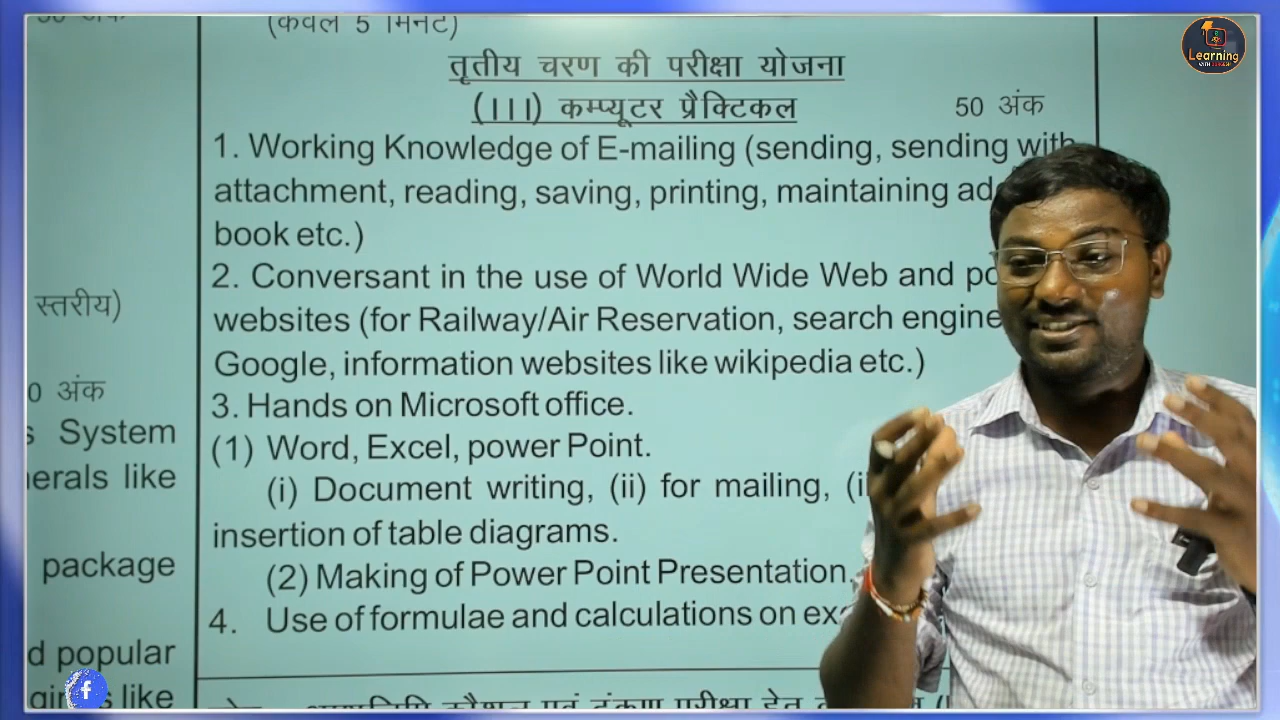 (केवल 5 मिनट)
तृतीय चरण की परीक्षा योजना
(III) कम्प्यूटर प्रैक्टिकल 50 अंक
1. Working Knowledge of E-mailing (sending, sending with
attachment, reading, saving, printing, maintaining
book etc.)
2. Conversant in the use of World Wide Web and
websites (for Railway/Air Reservation, search engine
Google, information websites like wikipedia etc.)
3. Hands on Microsoft office.
(1) Word, Excel, power Point.
(i) Document writing, (ii) for mailing,
insertion of table diagrams.
(2) Making of Power Point Presentation.
4. Use of formulae and calculations on
स्तरीय)
0 अंक
System
like
package
popular
like
Learning
f